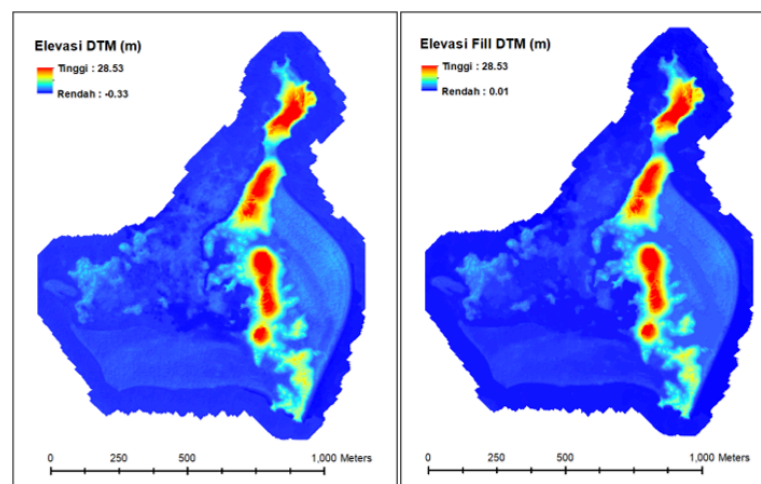 Elevasi DTM (m)
Tinggi : 28.53
Rendah : -0.33
0 250 500 1,000 Meters
Elevasi Fill DTM (m)
Tinggi : 28.53
Rendah : 0.01
0 250 500 1,000 Meters